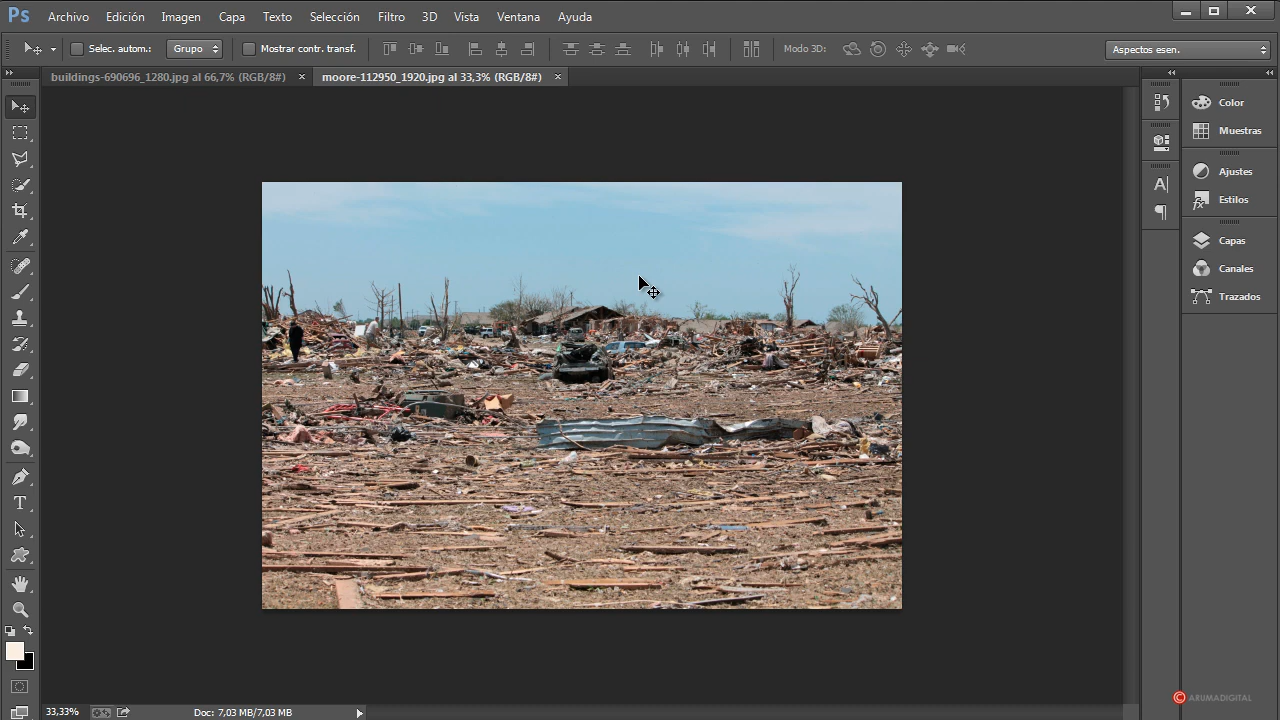 Ps Archivo Edición Imagen Capa Texto Selección Filtro 3D Vista Ventana Ayuda
Selec. autom.: Grupo Mostrar contr. transf. Modo 3D: Aspectos esen.
buildings-690696_1280.jpg al 66,7% (RGB/8#) × moore-112950_1920.jpg al 33,3% (RGB/8#) ×
Color
Muestras
Ajustes
Estilos
Capas
Canales
Trazados
33,33% Doc: 7,03 MB/7,03 MB
© ARUMADIGITAL